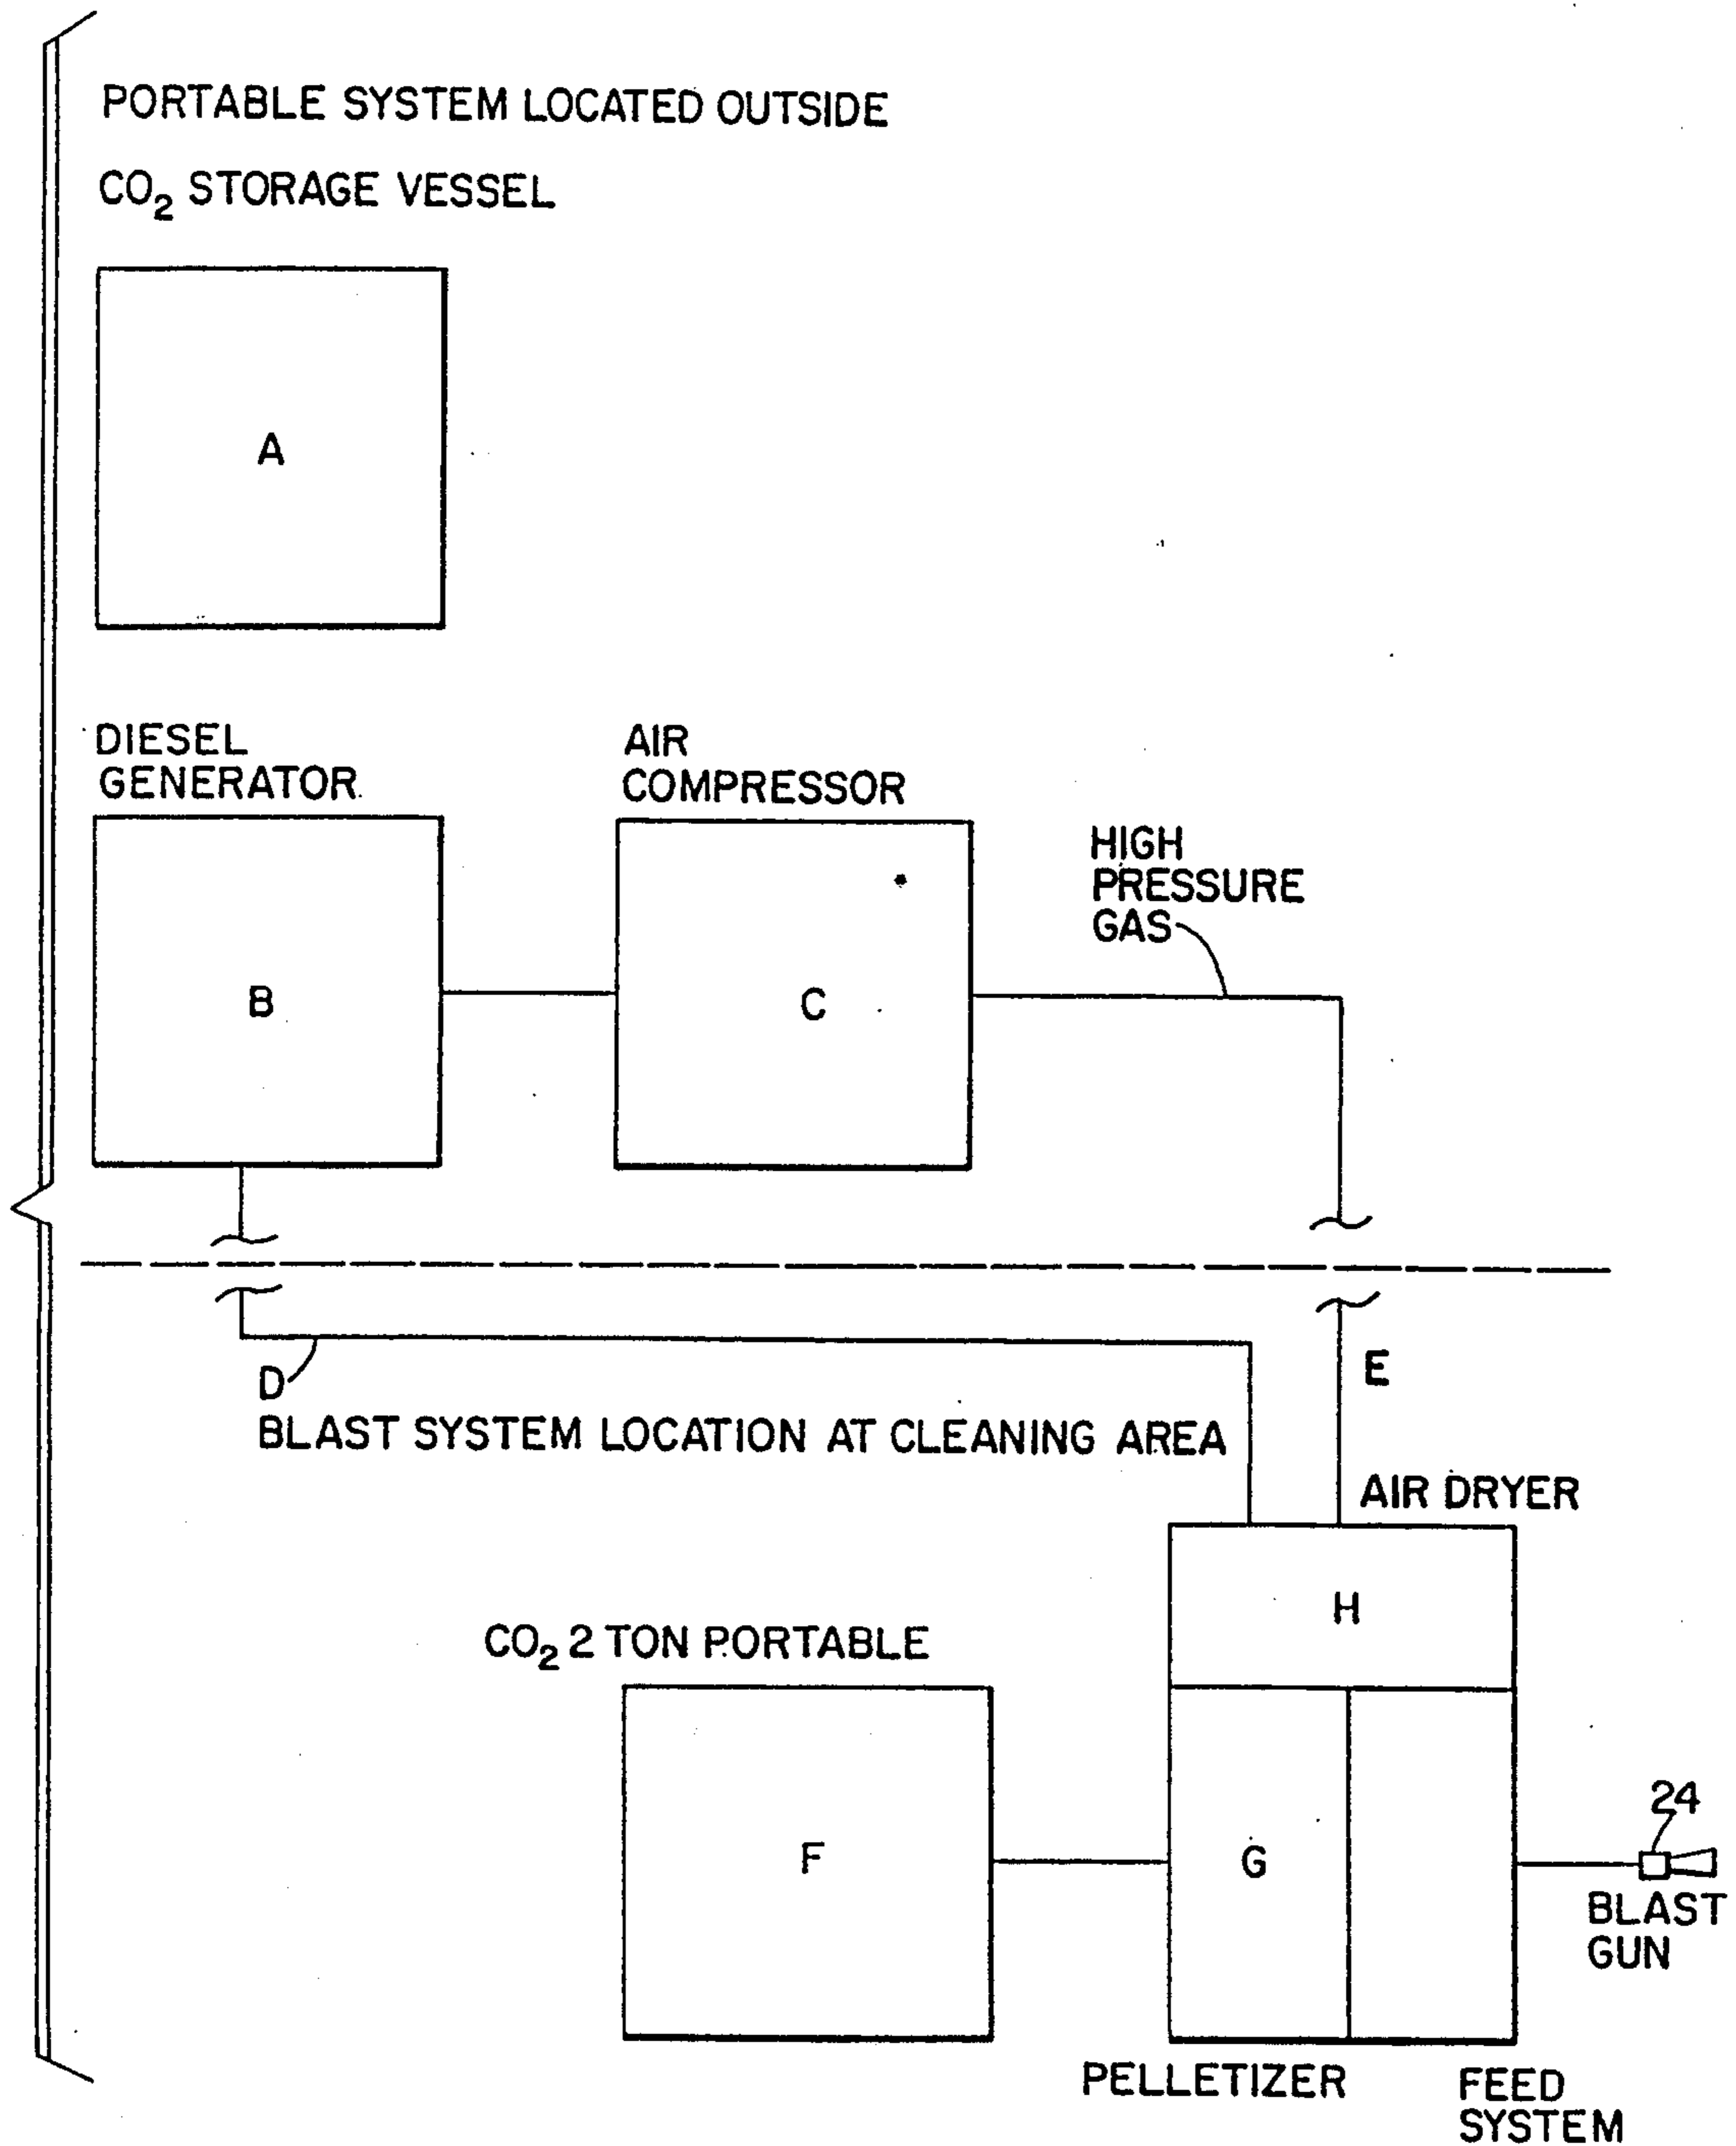 PORTABLE SYSTEM LOCATED OUTSIDE
CO₂ STORAGE VESSEL
A
DIESEL
GENERATOR
AIR
COMPRESSOR
HIGH
PRESSURE
GAS
B
C
D
E
BLAST SYSTEM LOCATION AT CLEANING AREA
AIR DRYER
H
CO₂ 2 TON PORTABLE
24
F
G
BLAST
GUN
PELLETIZER
FEED
SYSTEM